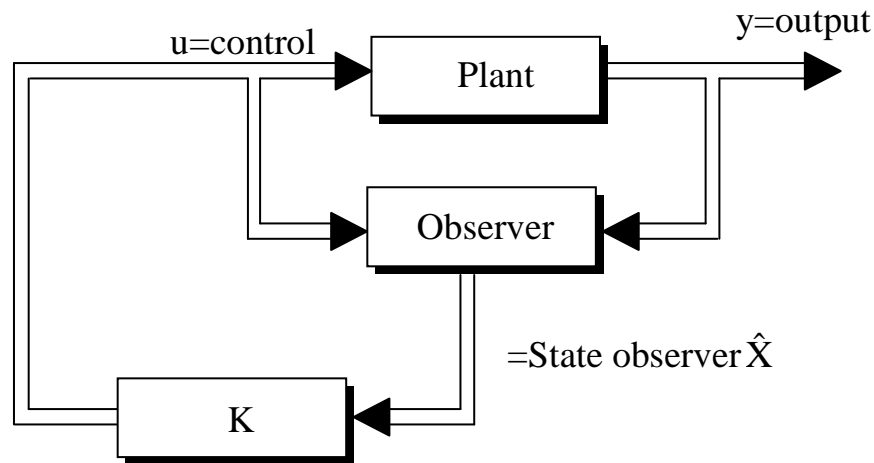 y=output
u=control
Plant
Observer
=State observer X̂
K